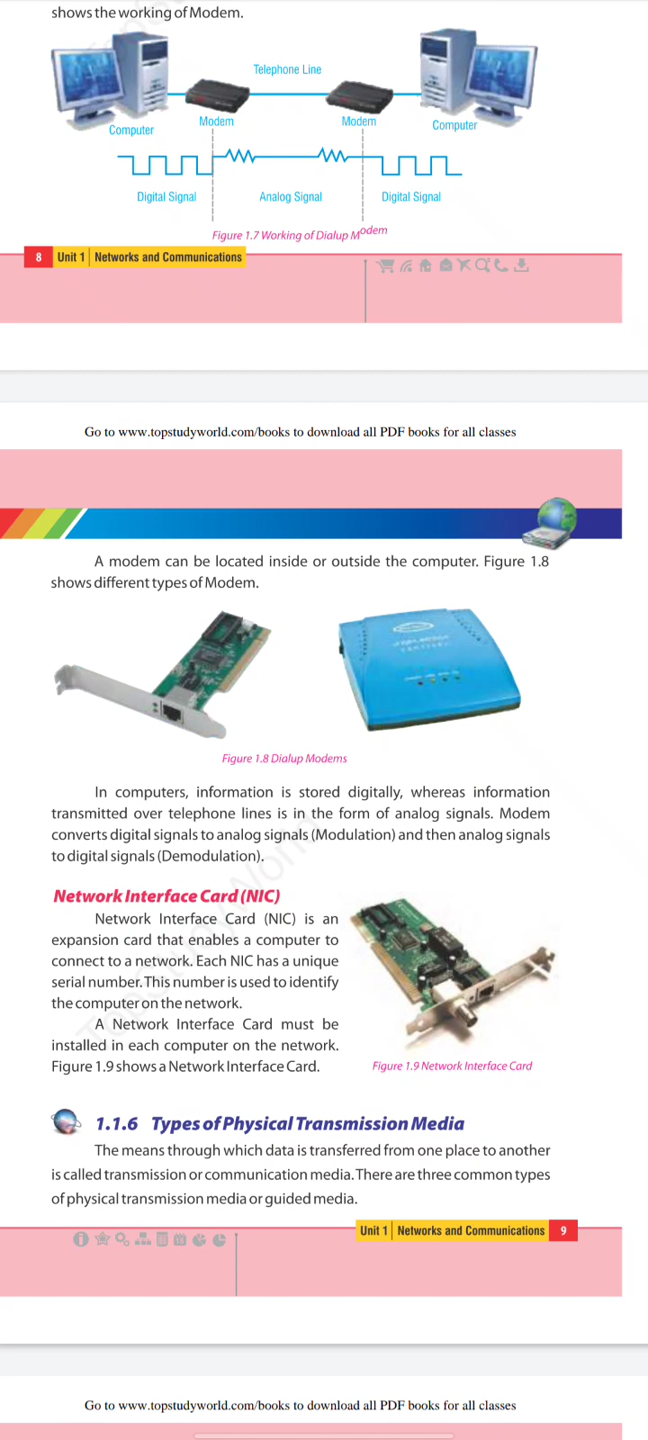 shows the working of Modem.
Telephone Line
Modem
Modem
Computer
Computer
Digital Signal
Analog Signal
Digital Signal
Figure 1.7 Working of Dialup Modem
8 Unit 1 Networks and Communications
Go to www.topstudyworld.com/books to download all PDF books for all classes
A modem can be located inside or outside the computer. Figure 1.8
shows different types of Modem.
Figure 1.8 Dialup Modems
In computers, information is stored digitally, whereas information
transmitted over telephone lines is in the form of analog signals. Modem
converts digital signals to analog signals (Modulation) and then analog signals
to digital signals (Demodulation).
Network Interface Card (NIC)
Network Interface Card (NIC) is an
expansion card that enables a computer to
connect to a network. Each NIC has a unique
serial number. This number is used to identify
the computer on the network.
A Network Interface Card must be
installed in each computer on the network.
Figure 1.9 shows a Network Interface Card.
Figure 1.9 Network Interface Card
1.1.6 Types of Physical Transmission Media
The means through which data is transferred from one place to another
is called transmission or communication media. There are three common types
of physical transmission media or guided media.
Unit 1 Networks and Communications 9
Go to www.topstudyworld.com/books to download all PDF books for all classes